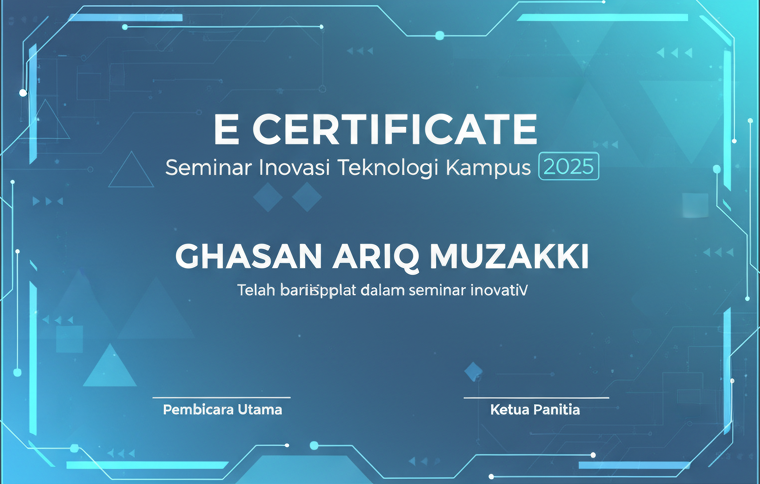 E CERTIFICATE
Seminar Inovasi Teknologi Kampus 2025
GHASAN ARIQ MUZAKKI
Telah dalam seminar inovatiV
Pembicara Utama
Ketua Panitia